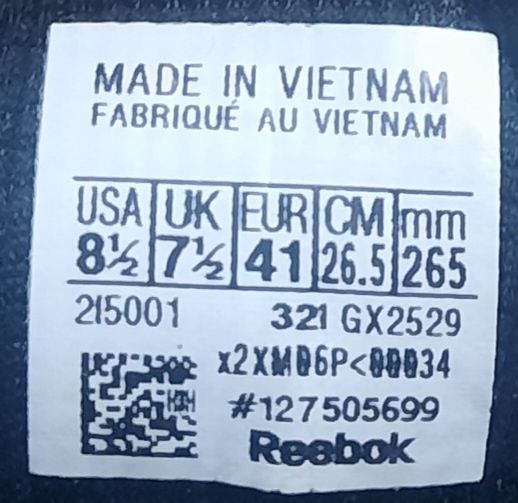 MADE IN VIETNAM
FABRIQUÉ AU VIETNAM
USA UK EUR CM mm
8½ 7½ 41 26.5 265
215001 321 GX2529
x2XM06P<00034
#127505699
Reebok